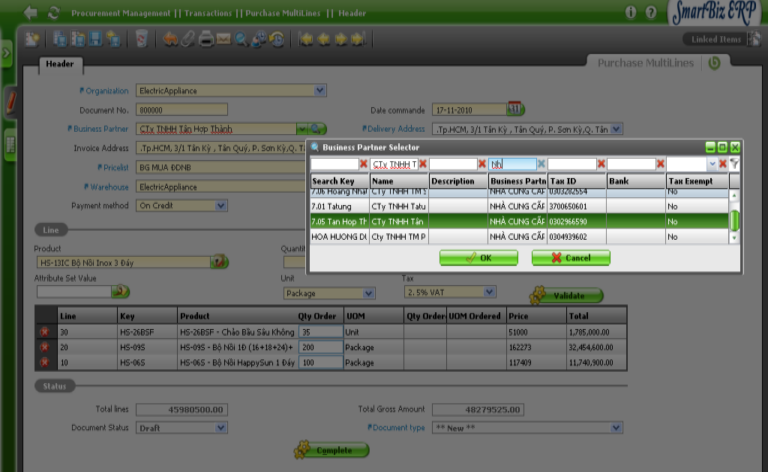 Procurement Management || Transactions || Purchase MultiLines || Header
SmartBiz ERP
Linked Items
Header
Purchase MultiLines
Organization ElectricAppliance
Document No. 800000
Date commande 17-11-2010
Business Partner CTy TNHH Tân Hợp Thành
Delivery Address .Tp.HCM, 3/1 Tân Kỳ , Tân Quý, P. Sơn Kỳ,Q. Tân
Invoice Address .Tp.HCM, 3/1 Tân Kỳ , Tân Quý, P. Sơn Kỳ,Q. T
Pricelist BG MUA ĐDNB
Warehouse ElectricAppliance
Payment method On Credit
Business Partner Selector
CTy TNHH T
Nh
Search Key Name Description Business Partn Tax ID Bank Tax Exempt
7.06 Hoang Nhat CTy TNHH TM S NHÀ CUNG CẤP 0303282554 No
7.01 Tatung CTy TNHH Tatu NHÀ CUNG CẤP 3700650601 No
7.05 Tan Hop Th CTy TNHH Tân NHÀ CUNG CẤP 0302966590 No
HOA HUONG DU Cty TNHH TM P NHÀ CUNG CẤP 0304939602 No
OK Cancel
Line
Product
Quantit
HS-13IC Bộ Nồi Inox 3 Đáy
Attribute Set Value
Unit
Tax
Package
2.5% VAT
Validate
Line Key Product Qty Order UOM Qty Order UOM Ordered Price Total
30 HS-26BSF HS-26BSF - Chảo Bầu Sâu Không 35 Unit 51000 1,785,000.00
20 HS-09S HS-09S - Bộ Nồi 1Đ (16+18+24)+ 200 Package 162273 32,454,600.00
10 HS-06S HS-06S - Bộ Nồi HappySun 1 Đáy 100 Package 117409 11,740,900.00
Status
Total lines 45980500.00
Total Gross Amount 48279525.00
Document Status Draft
Document type ** New **
Complete